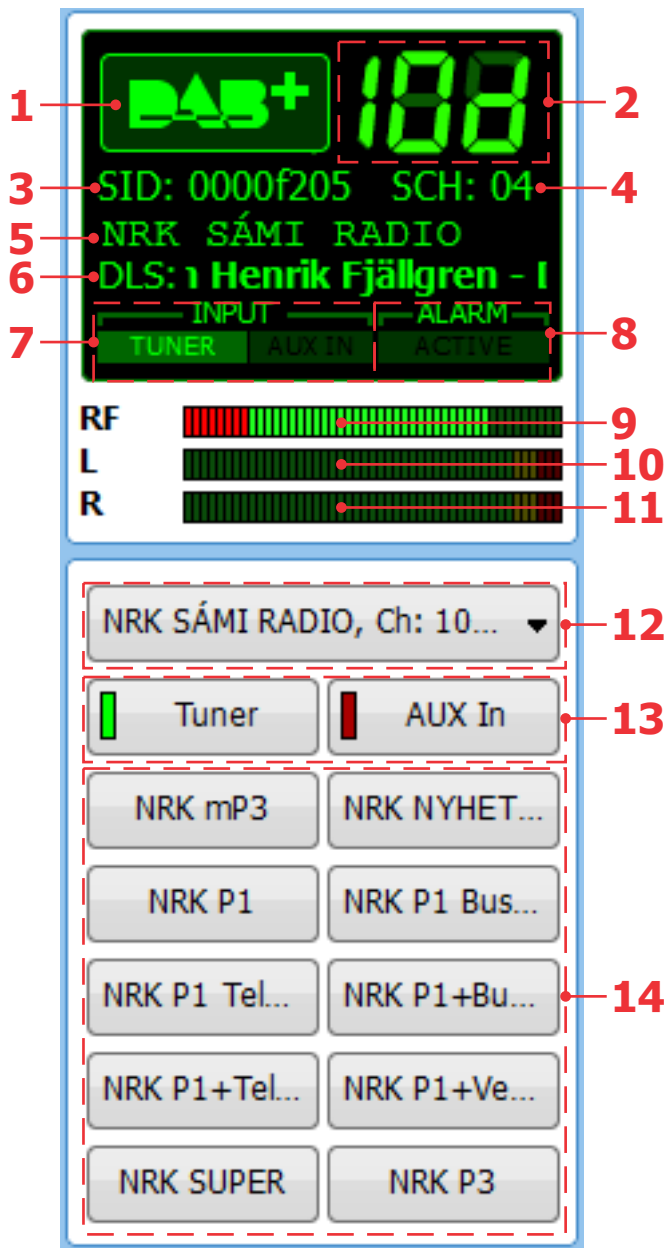 DAB+ 10d
1 2
3 SID: 0000f205 SCH: 04 4
5 NRK SÁMI RADIO
6 DLS: ı Henrik Fjällgren - I
INPUT ALARM
7 TUNER AUX IN ACTIVE 8
RF 9
L 10
R 11
NRK SÁMI RADIO, Ch: 10... 12
Tuner AUX In 13
NRK mP3 NRK NYHET...
NRK P1 NRK P1 Bus...
NRK P1 Tel... NRK P1+Bu... 14
NRK P1+Tel... NRK P1+Ve...
NRK SUPER NRK P3